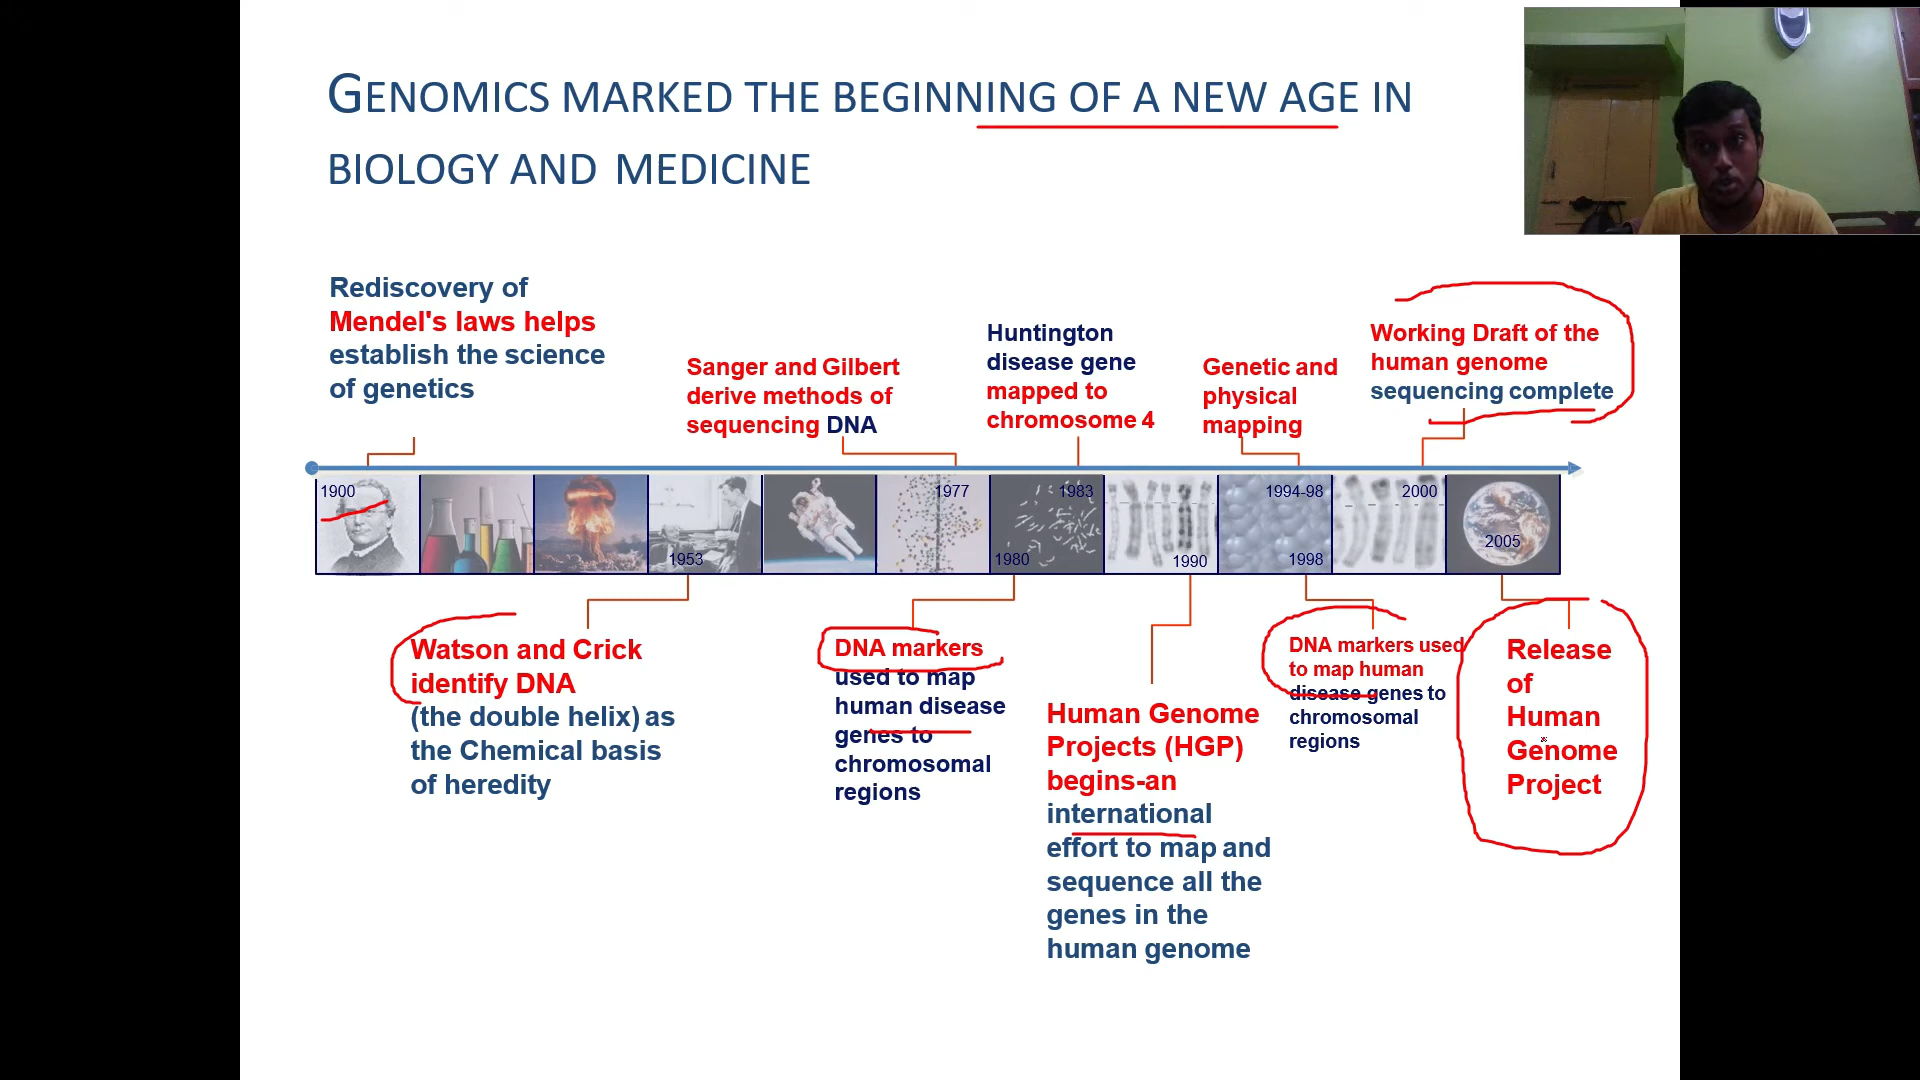 GENOMICS MARKED THE BEGINNING OF A NEW AGE IN
BIOLOGY AND MEDICINE
Rediscovery of
Mendel's laws helps
establish the science
of genetics
Sanger and Gilbert
derive methods of
sequencing DNA
Huntington
disease gene
mapped to
chromosome 4
Genetic and
physical
mapping
Working Draft of the
human genome
sequencing complete
1900
1953
1977
1980
1983
1990
1994-98
1998
2000
2005
Watson and Crick
identify DNA
(the double helix) as
the Chemical basis
of heredity
DNA markers
used to map
human disease
genes to
chromosomal
regions
Human Genome
Projects (HGP)
begins-an
international
effort to map and
sequence all the
genes in the
human genome
DNA markers used
to map human
disease genes to
chromosomal
regions
Release
of
Human
Genome
Project